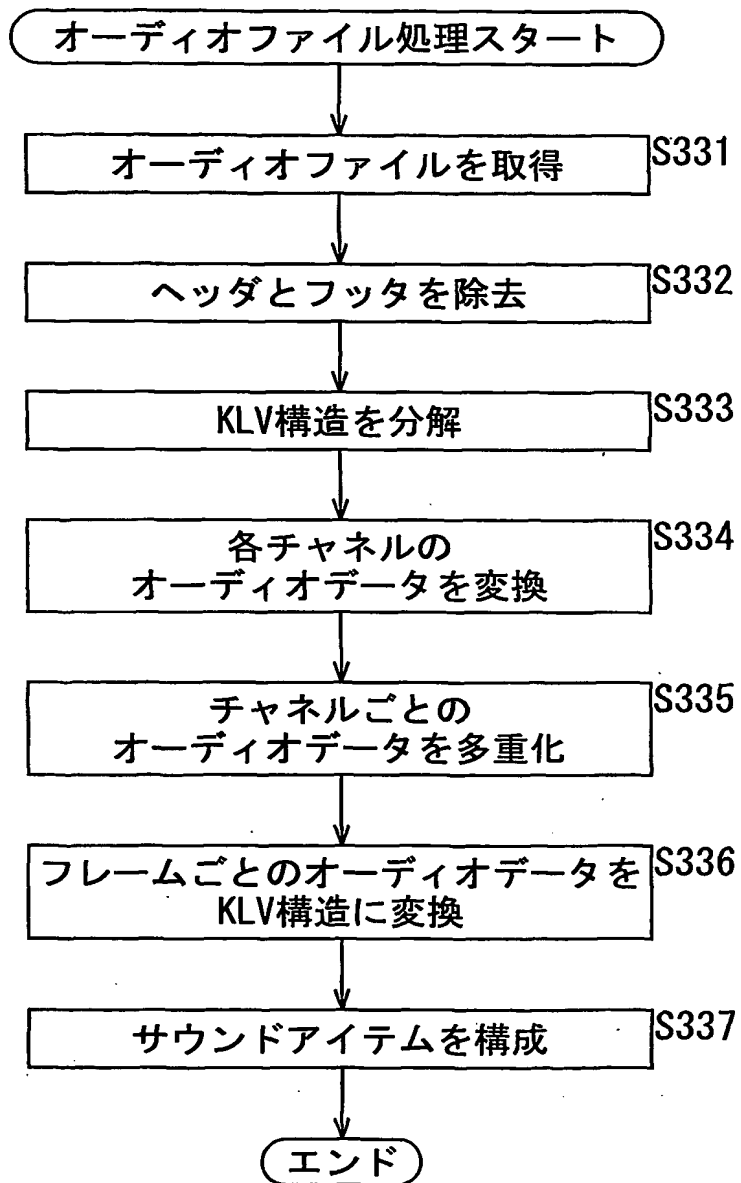 オーディオファイル処理スタート
オーディオファイルを取得
S331
ヘッダとフッタを除去
S332
KLV構造を分解
S333
各チャネルの
オーディオデータを変換
S334
チャネルごとの
オーディオデータを多重化
S335
フレームごとのオーディオデータを
KLV構造に変換
S336
サウンドアイテムを構成
S337
エンド